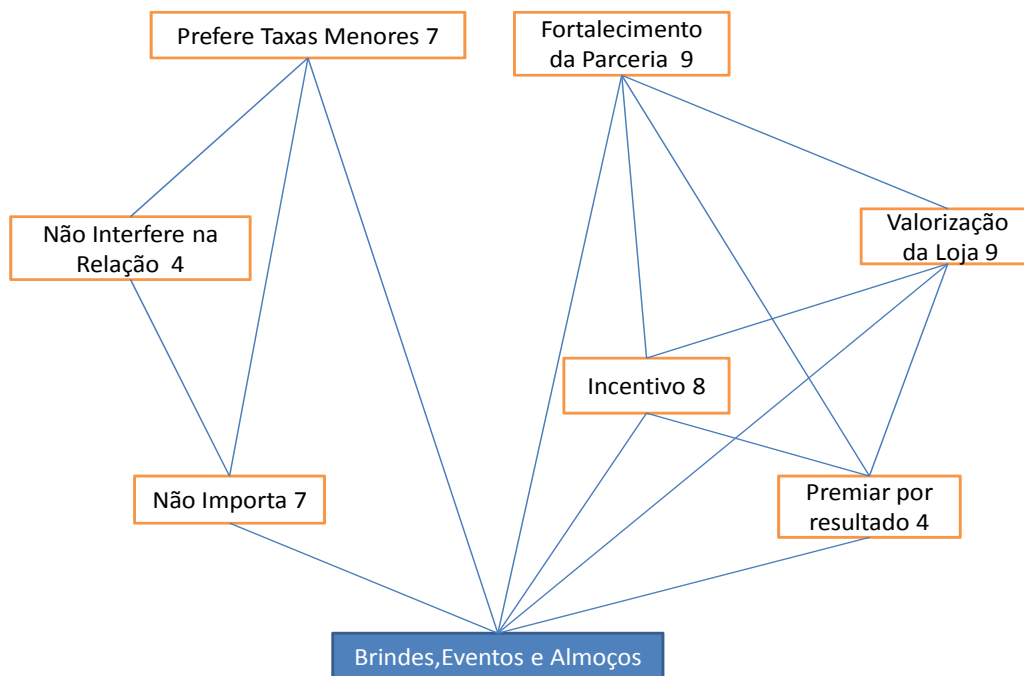 Prefere Taxas Menores 7
Fortalecimento
da Parceria 9
Não Interfere na
Relação 4
Valorização
da Loja 9
Incentivo 8
Não Importa 7
Premiar por
resultado 4
Brindes,Eventos e Almoços